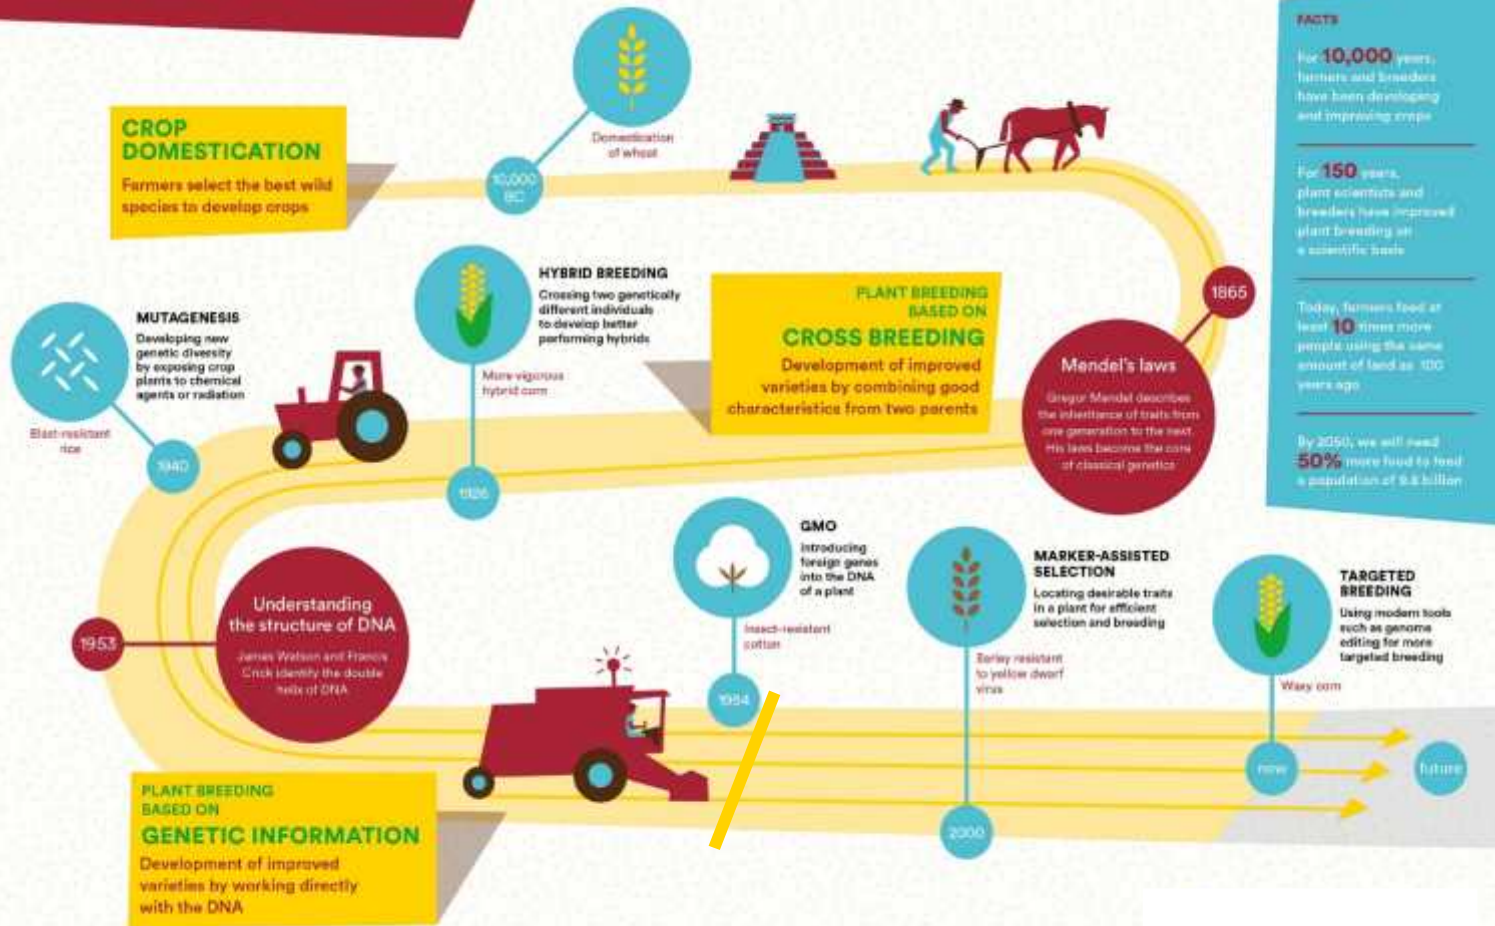 CROP
DOMESTICATION
Farmers select the best wild
species to develop crops
10,000
BC
Domestication
of wheat
1865
Mendel's laws
Gregor Mendel describes
the inheritance of traits from
one generation to the next.
His laws become the core
of classical genetics
PLANT BREEDING
BASED ON
CROSS BREEDING
Development of improved
varieties by combining good
characteristics from two parents
HYBRID BREEDING
Crossing two genetically
different individuals
to develop better
performing hybrids
More vigorous
hybrid corn
1926
MUTAGENESIS
Developing new
genetic diversity
by exposing crop
plants to chemical
agents or radiation
Blast-resistant
rice
1940
1953
Understanding
the structure of DNA
James Watson and Francis
Crick identify the double
helix of DNA
PLANT BREEDING
BASED ON
GENETIC INFORMATION
Development of improved
varieties by working directly
with the DNA
GMO
Introducing
foreign genes
into the DNA
of a plant
Insect-resistant
cotton
1994
MARKER-ASSISTED
SELECTION
Locating desirable traits
in a plant for efficient
selection and breeding
Barley resistant
to yellow dwarf
virus
2000
TARGETED
BREEDING
Using modern tools
such as genome
editing for more
targeted breeding
Waxy corn
now
future
FACTS
For 10,000 years,
farmers and breeders
have been developing
and improving crops
For 150 years,
plant scientists and
breeders have improved
plant breeding on
a scientific basis
Today, farmers feed at
least 10 times more
people using the same
amount of land as 100
years ago
By 2050, we will need
50% more food to feed
a population of 9.8 billion